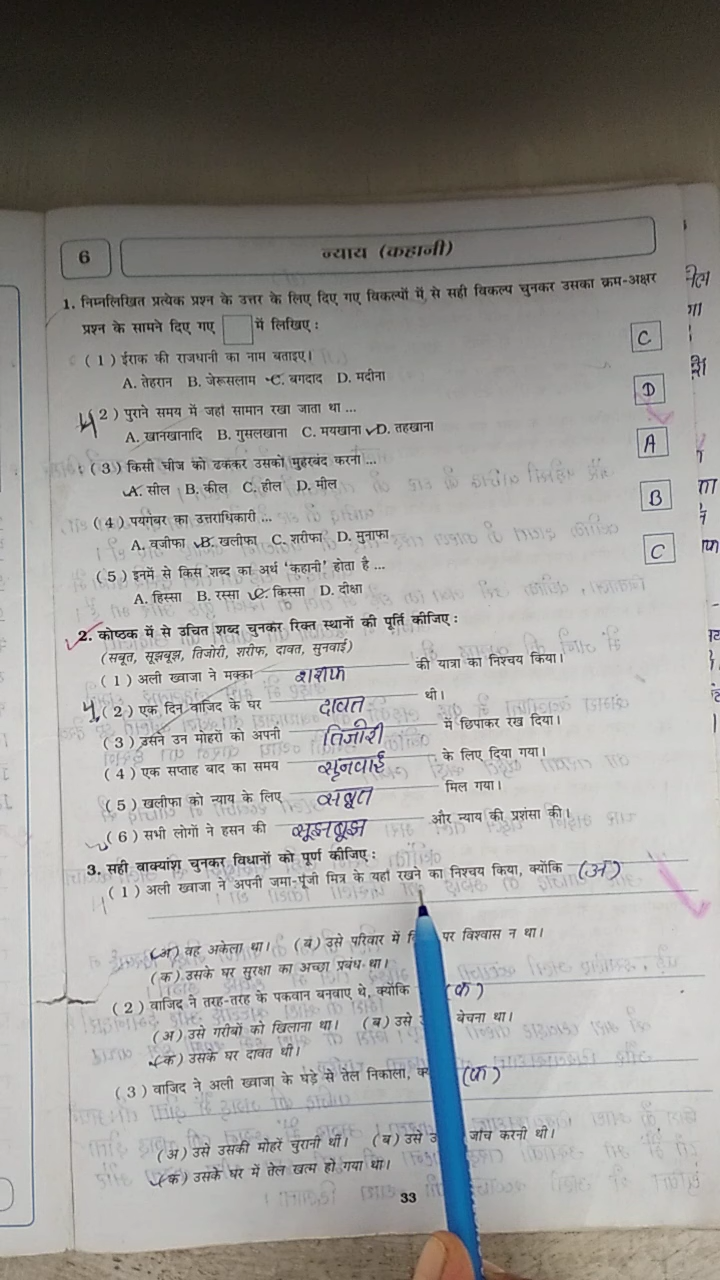 6
न्याय (कहानी)
1. निम्नलिखित प्रत्येक प्रश्न के उत्तर के लिए दिए गए विकल्पों में से सही विकल्प चुनकर उसका क्रम-अक्षर
प्रश्न के सामने दिए गए में लिखिए :
(1) ईराक की राजधानी का नाम बताइए।
C
A. तेहरान B. जेरूसलाम C. बगदाद D. मदीना
(2) पुराने समय में जहाँ सामान रखा जाता था ...
D
A. खानखानादि B. गुसलखाना C. मयखाना D. तहखाना
(3) किसी चीज को ढककर उसको मुहरबंद करना ...
A
A. सील B. कील C. हील D. मील
(4) पयगंबर का उत्तराधिकारी ...
B
A. वजीफा B. खलीफा C. शरीफा D. मुनाफा
(5) इनमें से किस शब्द का अर्थ 'कहानी' होता है ...
C
A. हिस्सा B. रस्सा C. किस्सा D. दीक्षा
2. कोष्ठक में से उचित शब्द चुनकर रिक्त स्थानों की पूर्ति कीजिए :
(सबूत, सूझबूझ, तिजोरी, शरीफ, दावत, सुनवाई)
(1) अली ख्वाजा ने मक्का की यात्रा का निश्चय किया।
(2) एक दिन वाजिद के घर दावत थी।
(3) उसने उन मोहरों को अपनी तिजोरी में छिपाकर रख दिया।
(4) एक सप्ताह बाद का समय सूनवाई के लिए दिया गया।
(5) खलीफा को न्याय के लिए सबूत मिल गया।
(6) सभी लोगों ने हसन की सूझबूझ और न्याय की प्रशंसा की।
3. सही वाक्यांश चुनकर विधानों को पूर्ण कीजिए :
(1) अली ख्वाजा ने अपनी जमा-पूंजी मित्र के यहाँ रखने का निश्चय किया, क्योंकि (अ)
(अ) वह अकेला था। (ब) उसे परिवार में पर विश्वास न था।
(क) उसके घर सुरक्षा का अच्छा प्रबंध था।
(2) वाजिद ने तरह-तरह के पकवान बनवाए थे, क्योंकि (क)
(अ) उसे गरीबों को खिलाना था। (ब) उसे बेचना था।
(क) उसके घर दावत थी।
(3) वाजिद ने अली ख्वाजा के घड़े से तेल निकाला, (क)
(अ) उसे उसकी मोहरें चुरानी थी। (ब) उसे जाँच करनी थी।
(क) उसके घर में तेल खत्म हो गया था।
33